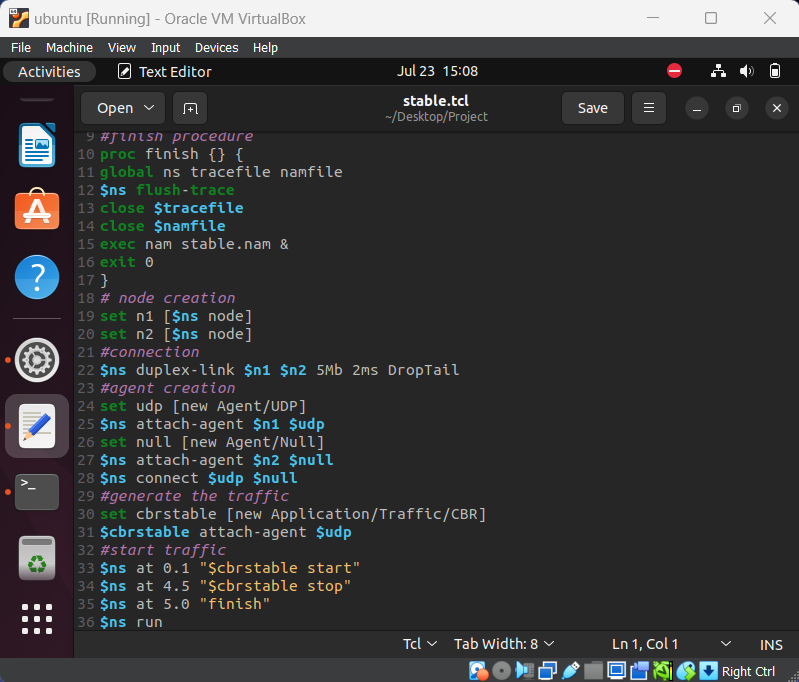 ubuntu [Running] - Oracle VM VirtualBox
File Machine View Input Devices Help
Activities Text Editor Jul 23 15:08
Open stable.tcl Save
~/Desktop/Project
9 #finish procedure
10 proc finish {} {
11 global ns tracefile namfile
12 $ns flush-trace
13 close $tracefile
14 close $namfile
15 exec nam stable.nam &
16 exit 0
17 }
18 # node creation
19 set n1 [$ns node]
20 set n2 [$ns node]
21 #connection
22 $ns duplex-link $n1 $n2 5Mb 2ms DropTail
23 #agent creation
24 set udp [new Agent/UDP]
25 $ns attach-agent $n1 $udp
26 set null [new Agent/Null]
27 $ns attach-agent $n2 $null
28 $ns connect $udp $null
29 #generate the traffic
30 set cbrstable [new Application/Traffic/CBR]
31 $cbrstable attach-agent $udp
32 #start traffic
33 $ns at 0.1 "$cbrstable start"
34 $ns at 4.5 "$cbrstable stop"
35 $ns at 5.0 "finish"
36 $ns run
Tcl Tab Width: 8 Ln 1, Col 1 INS
Right Ctrl